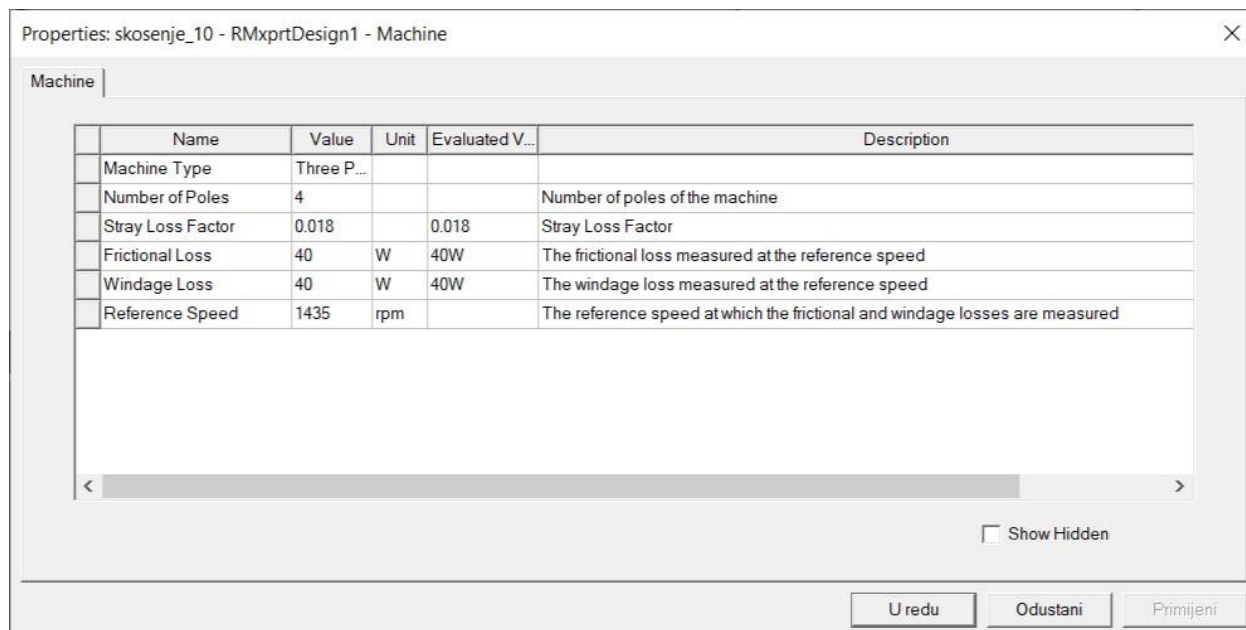 Properties: skosenje_10 - RMxprtDesign1 - Machine
Machine
Name Value Unit Evaluated V... Description
Machine Type Three P...
Number of Poles 4 Number of poles of the machine
Stray Loss Factor 0.018 0.018 Stray Loss Factor
Frictional Loss 40 W 40W The frictional loss measured at the reference speed
Windage Loss 40 W 40W The windage loss measured at the reference speed
Reference Speed 1435 rpm The reference speed at which the frictional and windage losses are measured
Show Hidden
U redu Odustani Primijeni